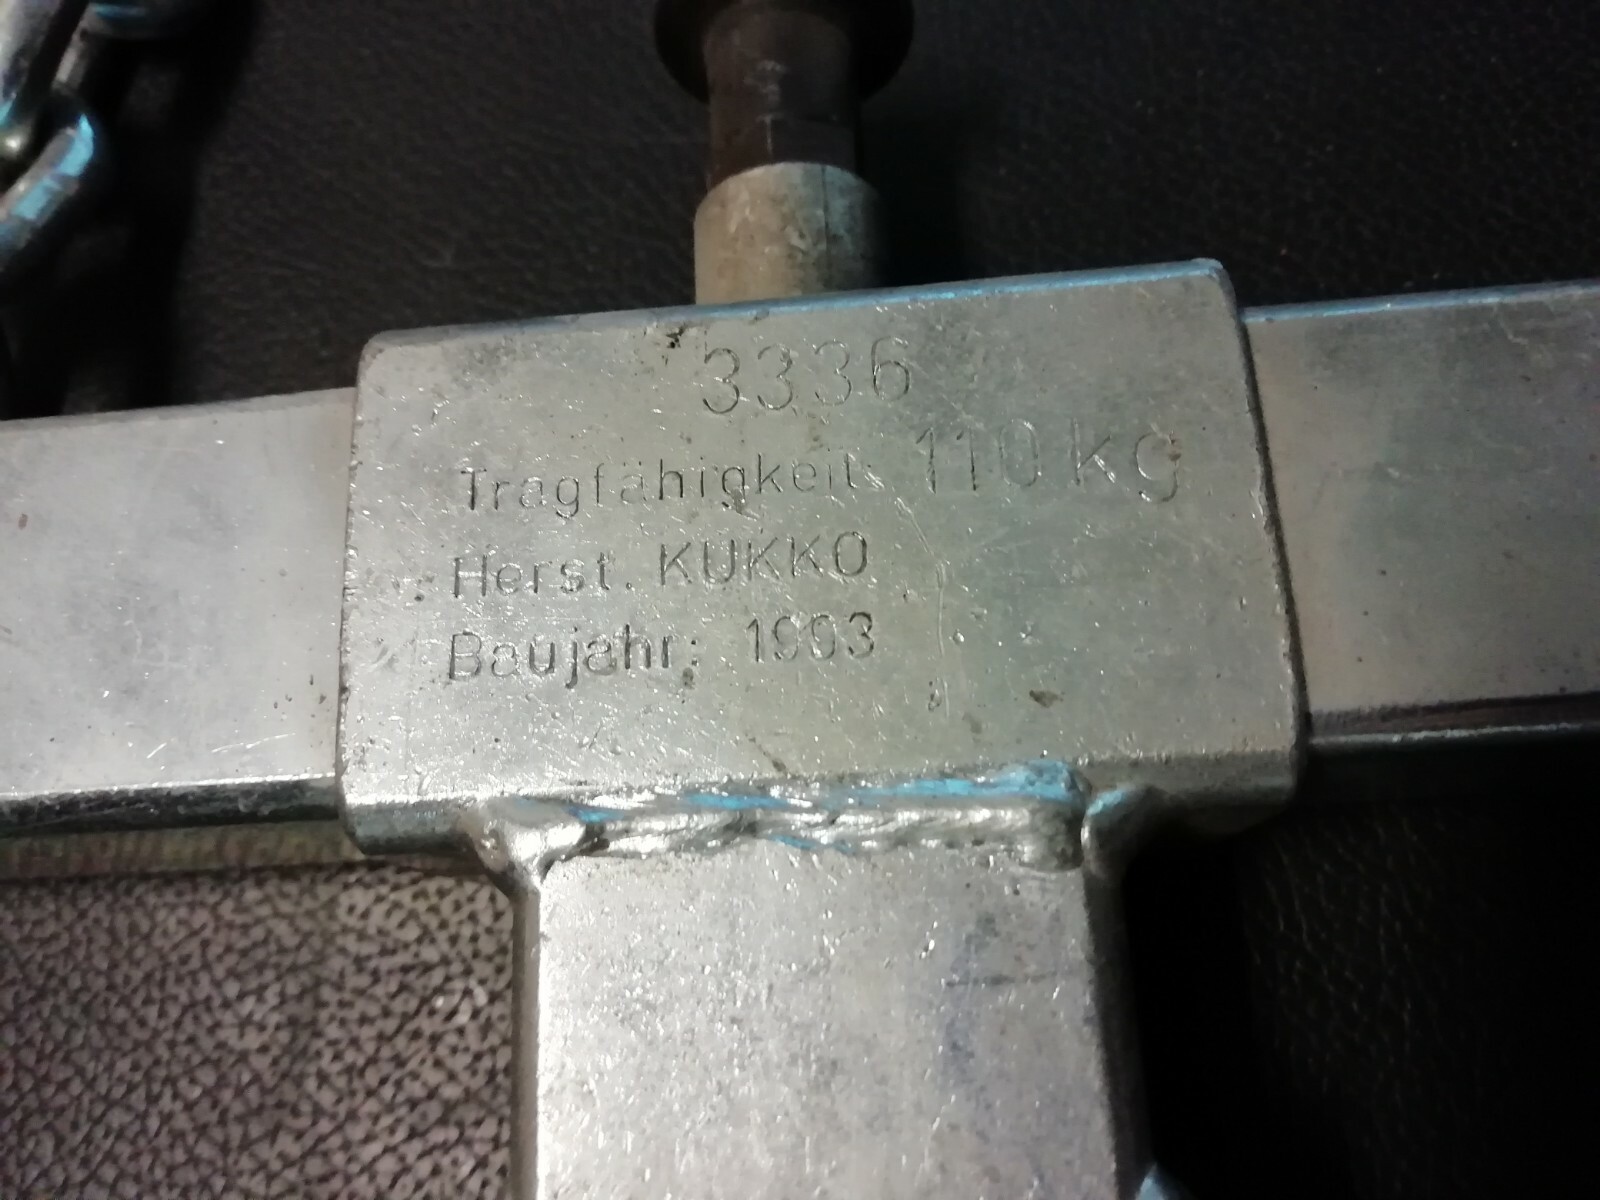 3336
Tragfähigkeit: 110 kg
Herst. KUKKO
Baujahr: 1993